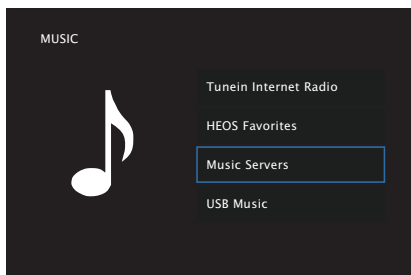 MUSIC
Tunein Internet Radio
HEOS Favorites
Music Servers
USB Music